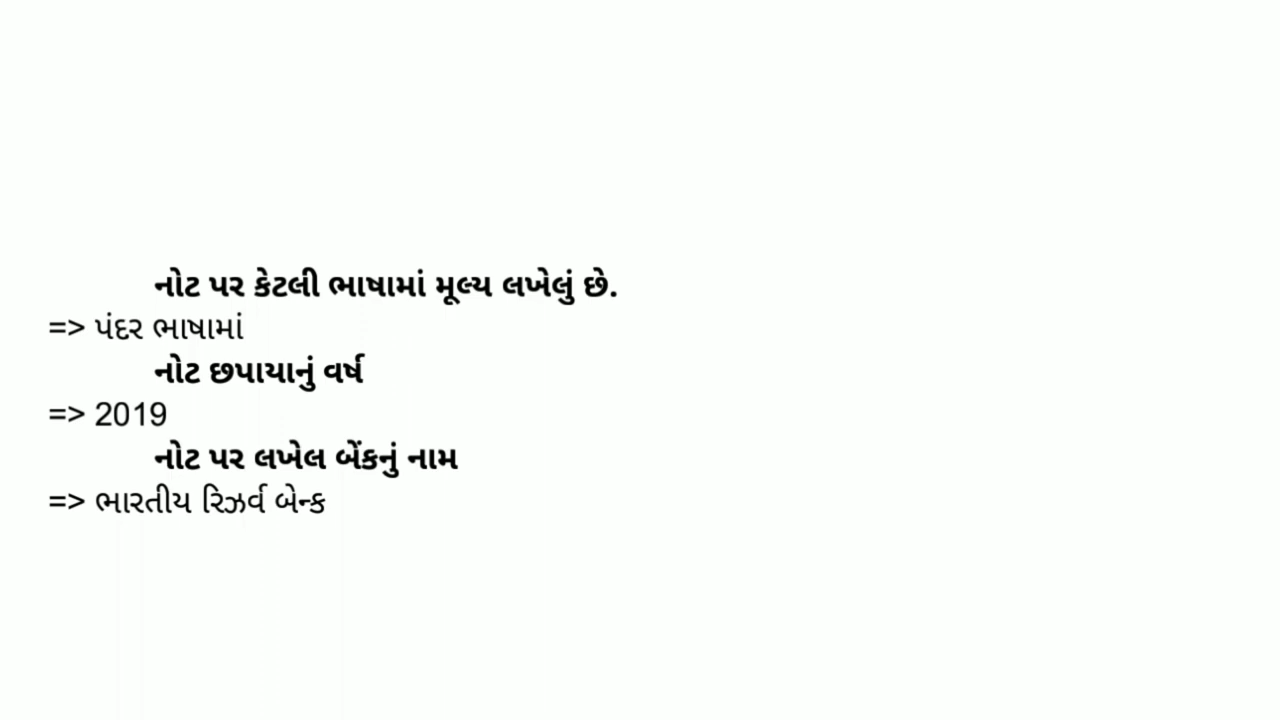 નોટ પર કેટલી ભાષામાં મૂલ્ય લખેલું છે.
=> પંદર ભાષામાં
નોટ છપાયાનું વર્ષ
=> 2019
નોટ પર લખેલ બેંકનું નામ
=> ભારતીય રિઝર્વ બેન્ક